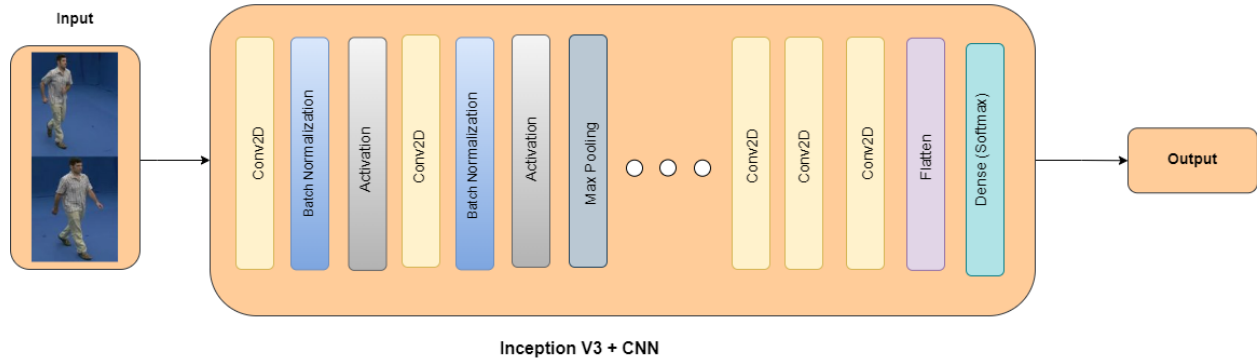 Input
Conv2D
Batch Normalization
Activation
Conv2D
Batch Normalization
Activation
Max Pooling
Conv2D
Conv2D
Conv2D
Flatten
Dense (Softmax)
Output
Inception V3 + CNN